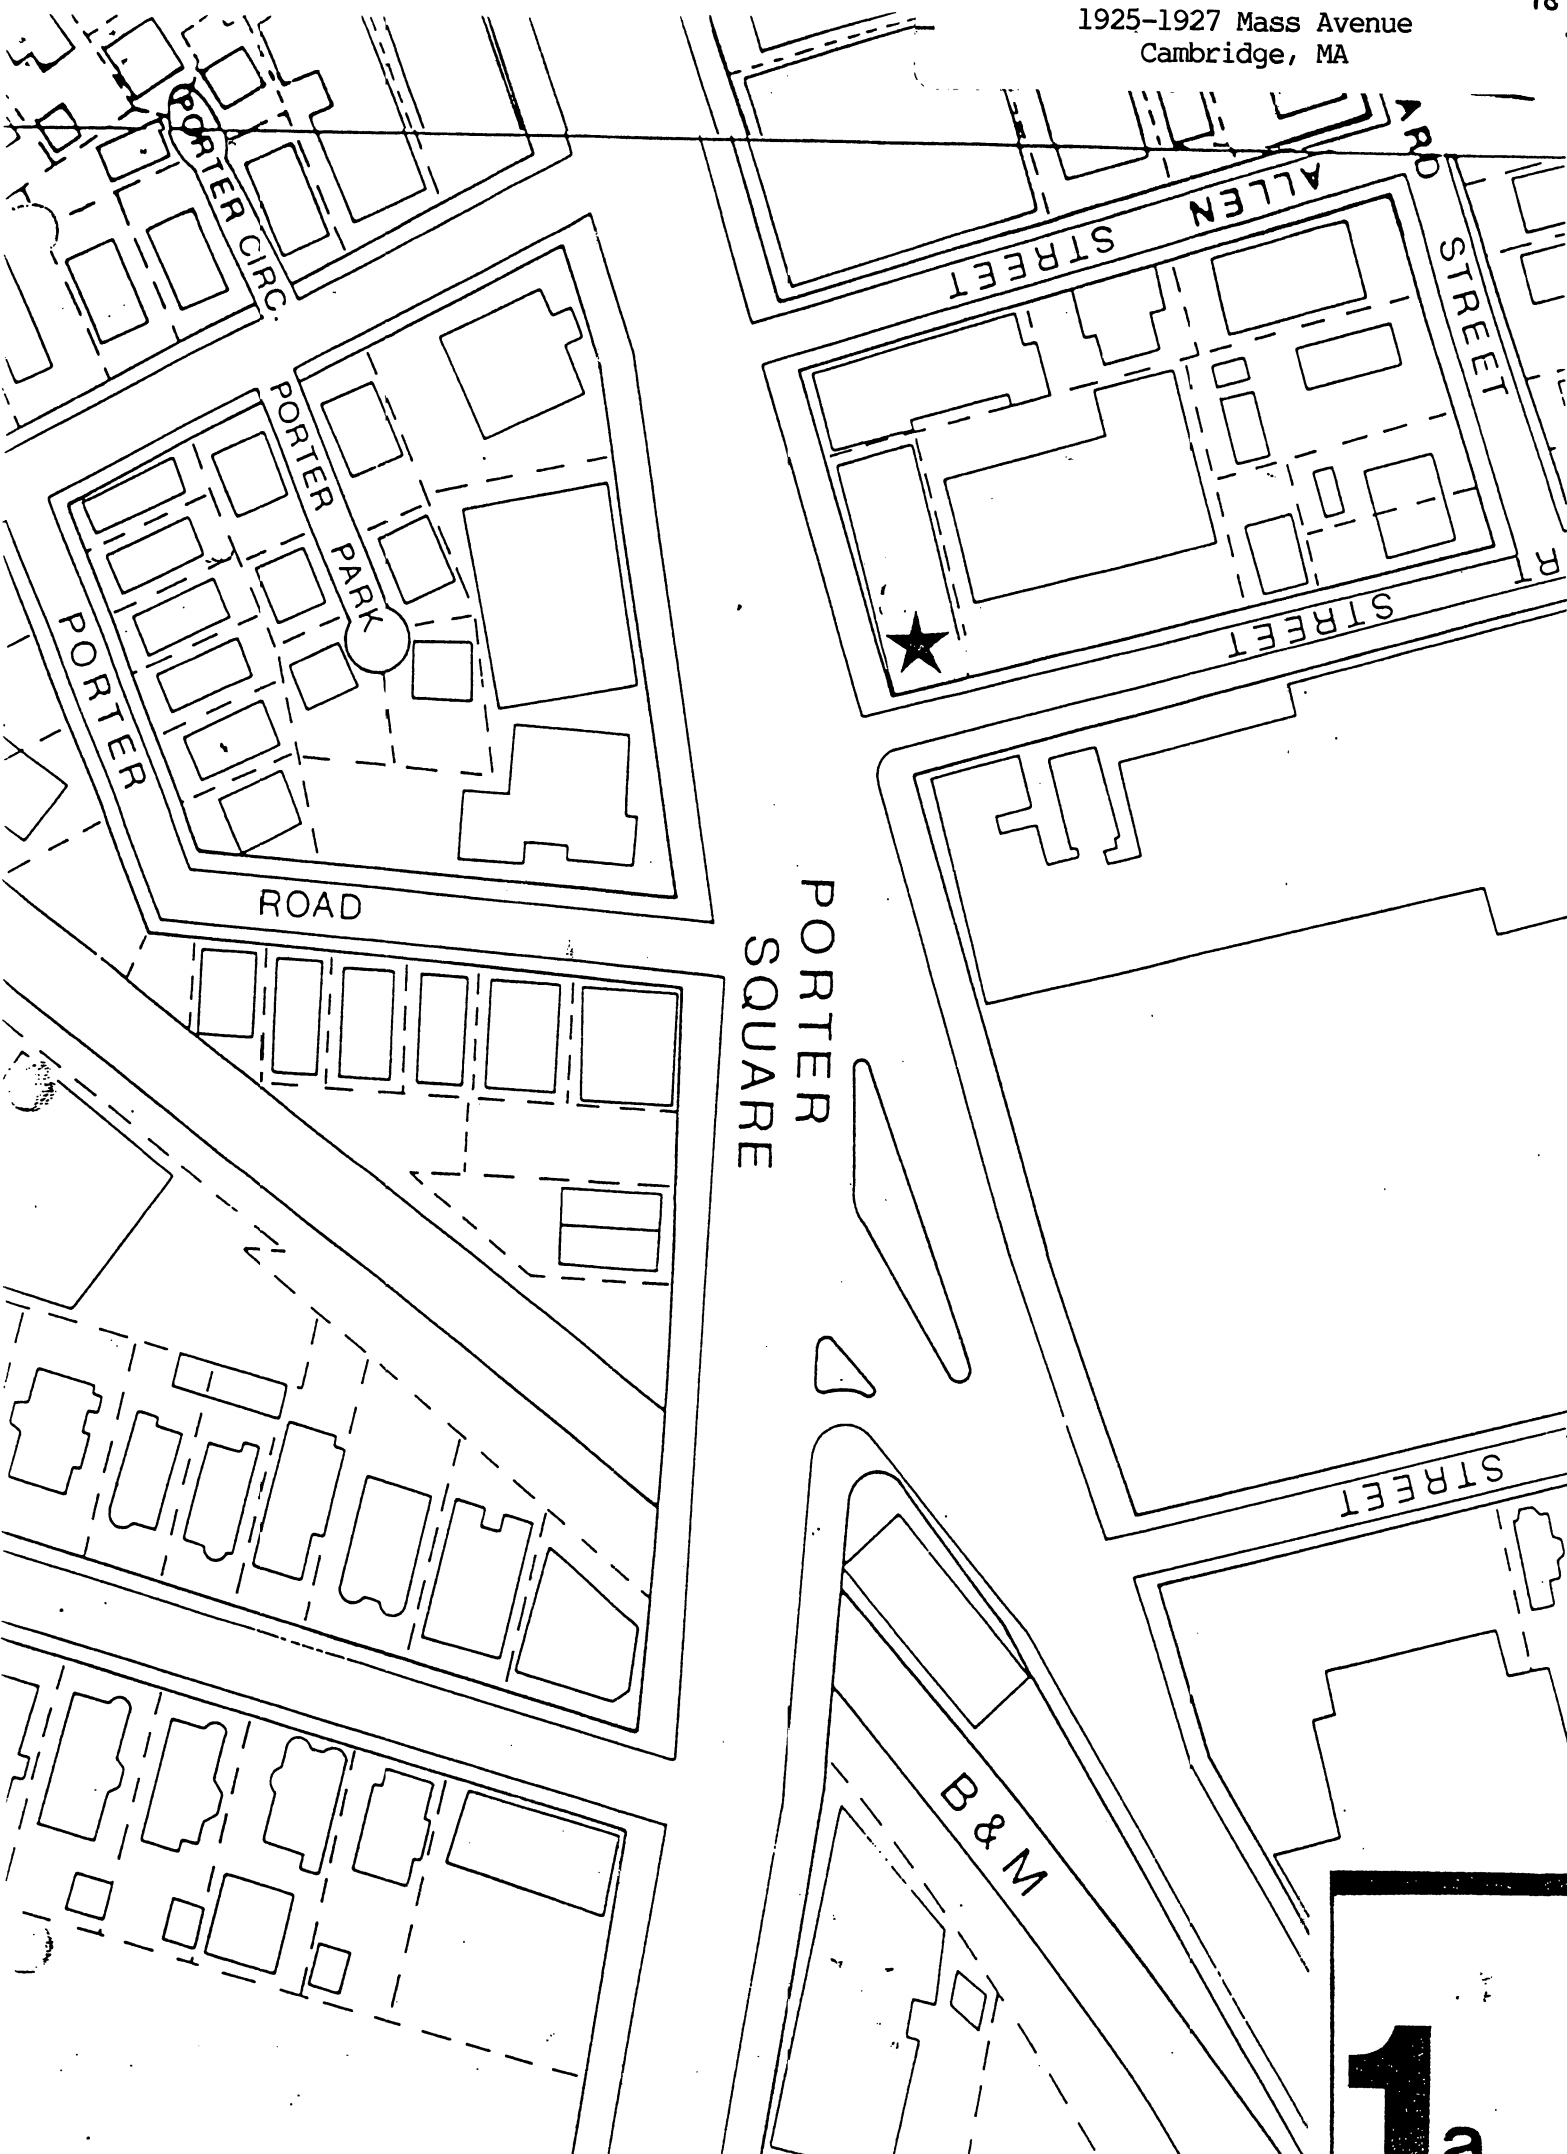 1925-1927 Mass Avenue
Cambridge, MA
PORTER CIRC.
ARD
STREET
ALLEN
STREET
PORTER PARK
PORTER
ROAD
STREET
PORTER
SQUARE
STREET
B & M
1a